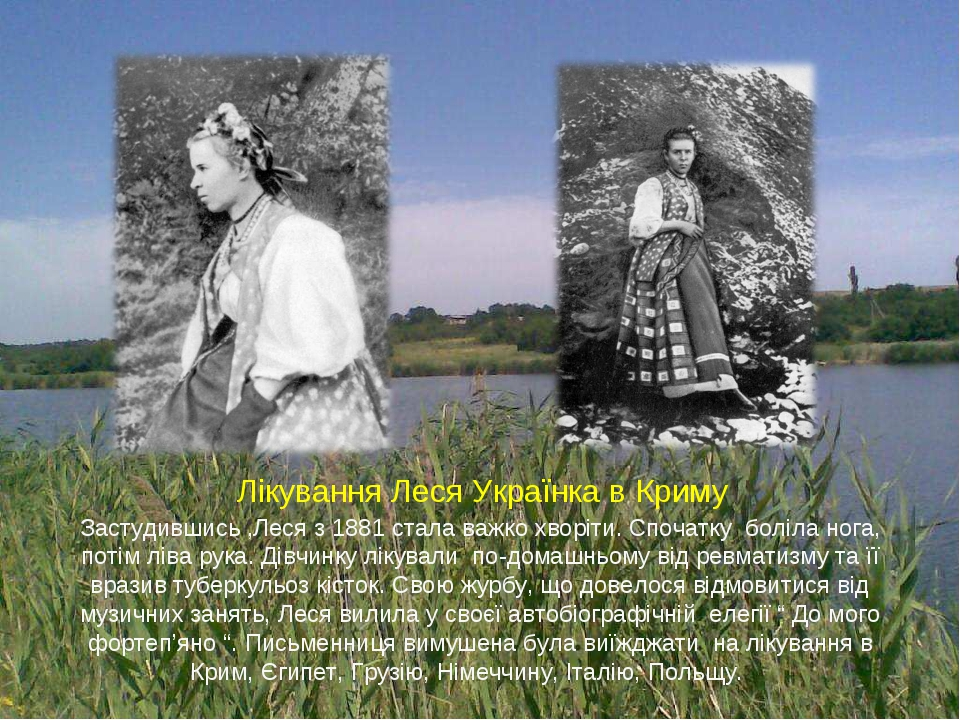 Лікування Леся Українка в Криму
Застудившись ,Леся з 1881 стала важко хворіти. Спочатку боліла нога,
потім ліва рука. Дівчинку лікували по-домашньому від ревматизму та її
вразив туберкульоз кісток. Свою журбу, що довелося відмовитися від
музичних занять, Леся вилила у своєї автобіографічній елегії “ До мого
фортеп’яно “. Письменниця вимушена була виїжджати на лікування в
Крим, Єгипет, Грузію, Німеччину, Італію, Польщу.